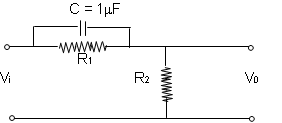 C = 1μF
R1
Vi
R2
V0